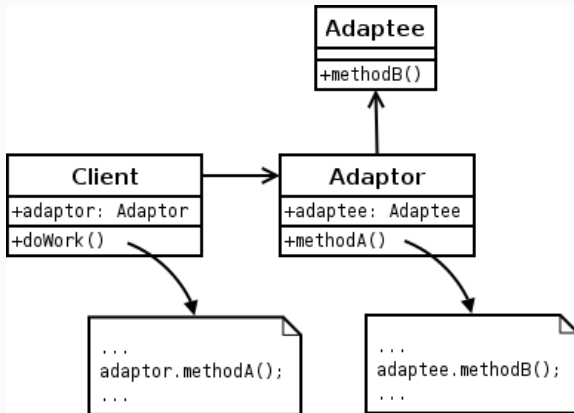 Adaptee
+methodB()
Client
+adaptor: Adaptor
+doWork()
Adaptor
+adaptee: Adaptee
+methodA()
...
adaptor.methodA();
...
...
adaptee.methodB();
...